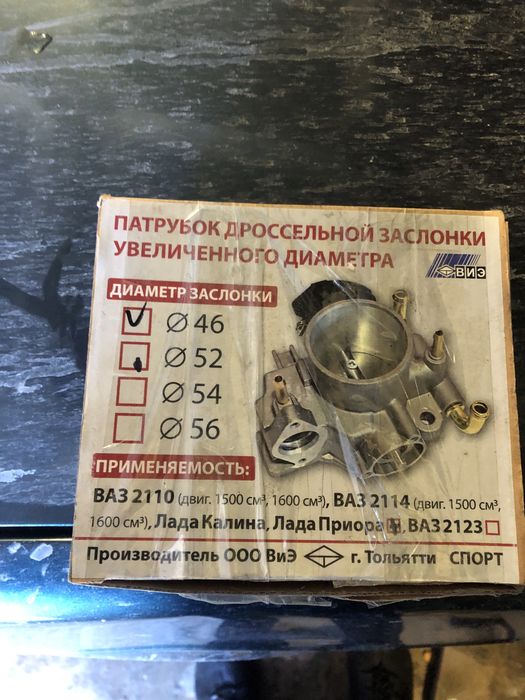 ПАТРУБОК ДРОССЕЛЬНОЙ ЗАСЛОНКИ
УВЕЛИЧЕННОГО ДИАМЕТРА
ВИЭ
ДИАМЕТР ЗАСЛОНКИ
Ø 46
Ø 52
Ø 54
Ø 56
ПРИМЕНЯЕМОСТЬ:
ВАЗ 2110 (двиг. 1500 см³, 1600 см³), ВАЗ 2114 (двиг. 1500 см³,
1600 см³), Лада Калина, Лада Приора, ВАЗ 2123
Производитель ООО ВиЭ г. Тольятти СПОРТ